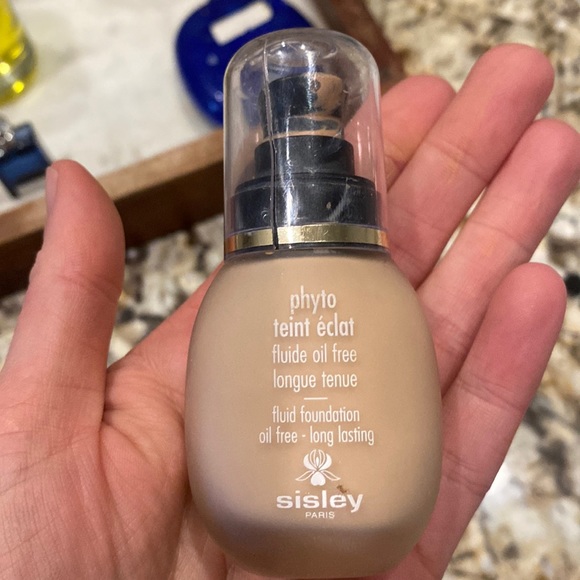 phyto
teint éclat
fluide oil free
longue tenue
fluid foundation
oil free - long lasting
sisley
PARIS